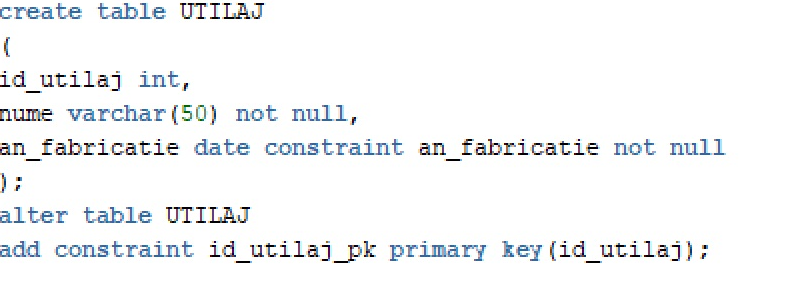 create table UTILAJ
(
id_utilaj int,
nume varchar(50) not null,
an_fabricatie date constraint an_fabricatie not null
);
alter table UTILAJ
add constraint id_utilaj_pk primary key(id_utilaj);